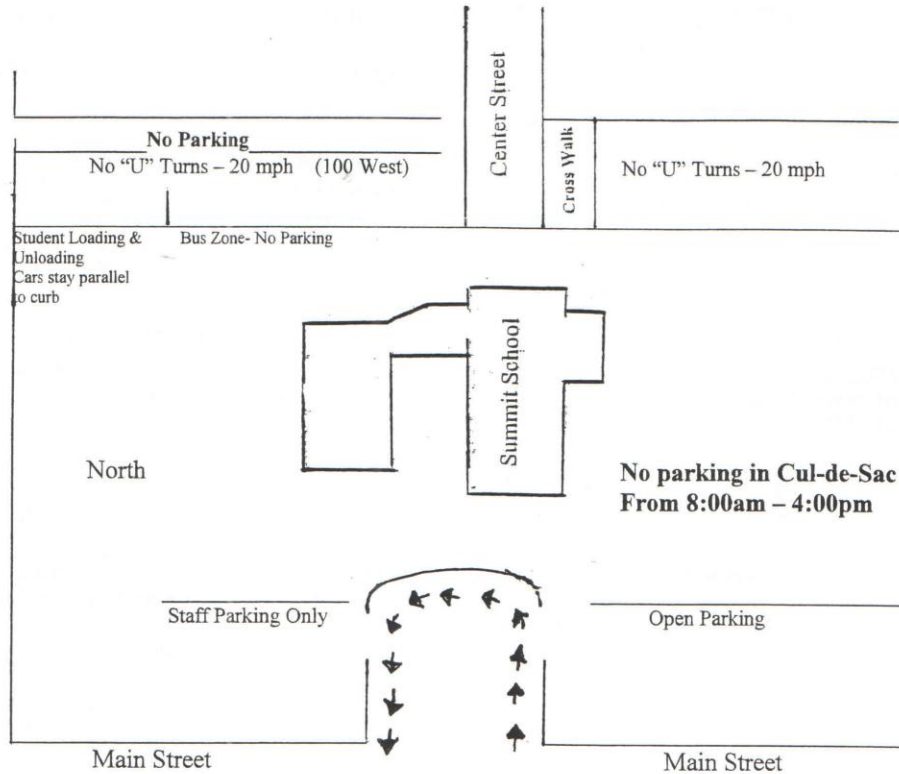 Center Street
No Parking
No "U" Turns – 20 mph (100 West)
Cross Walk
No "U" Turns – 20 mph
Student Loading &
Unloading
Cars stay parallel
to curb
Bus Zone- No Parking
Summit School
North
No parking in Cul-de-Sac
From 8:00am – 4:00pm
Staff Parking Only
Open Parking
Main Street
Main Street